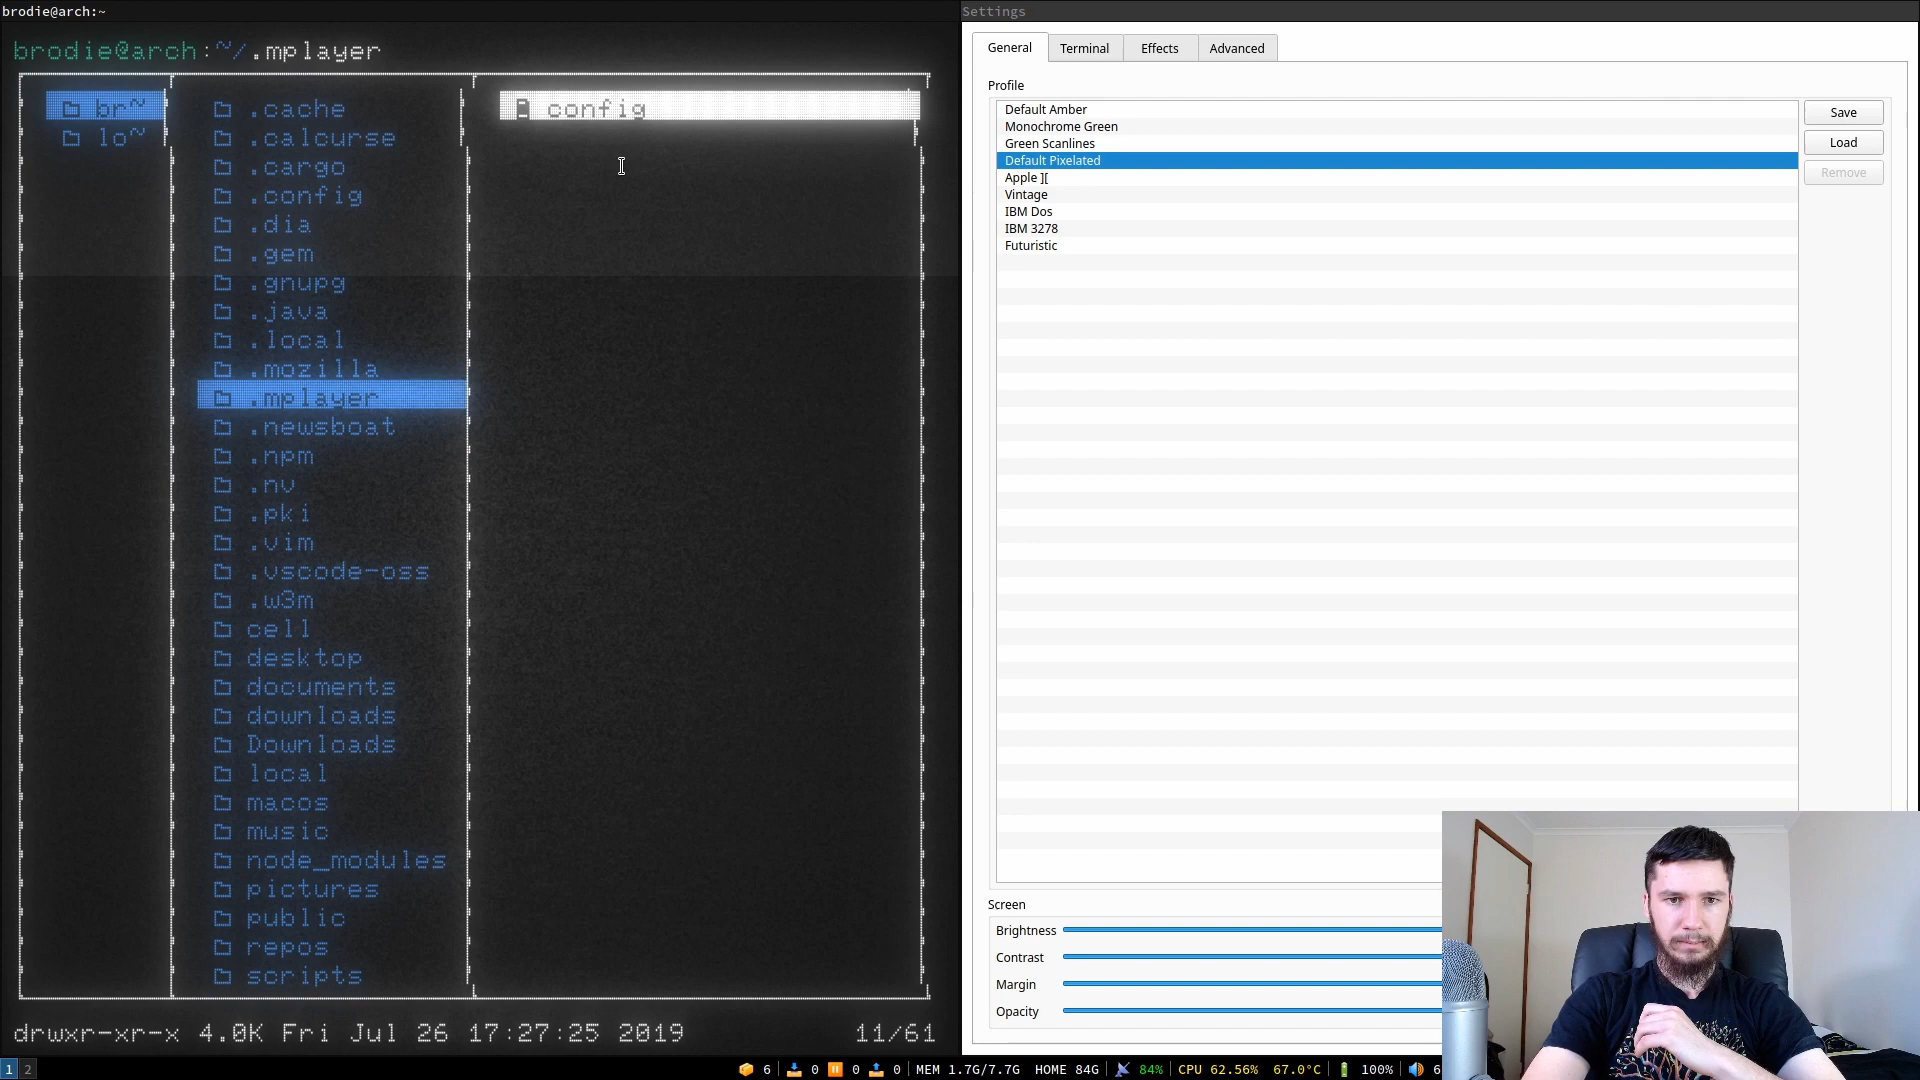 brodie@arch:~
Settings
brodie@arch:~/.mplayer
br~
lo~
.cache
.calcurse
.cargo
.config
.dia
.gem
.gnupg
.java
.local
.mozilla
.mplayer
.newsboat
.npm
.nv
.pki
.vim
.vscode-oss
.w3m
cell
desktop
documents
downloads
Downloads
local
macos
music
node_modules
pictures
public
repos
scripts
config
drwxr-xr-x 4.0K Fri Jul 26 17:27:25 2019 11/61
General Terminal Effects Advanced
Profile
Default Amber
Monochrome Green
Green Scanlines
Default Pixelated
Apple ][
Vintage
IBM Dos
IBM 3278
Futuristic
Save
Load
Remove
Screen
Brightness
Contrast
Margin
Opacity
1 2 6 0 0 0 MEM 1.7G/7.7G HOME 84G 84% CPU 62.56% 67.0°C 100% 6